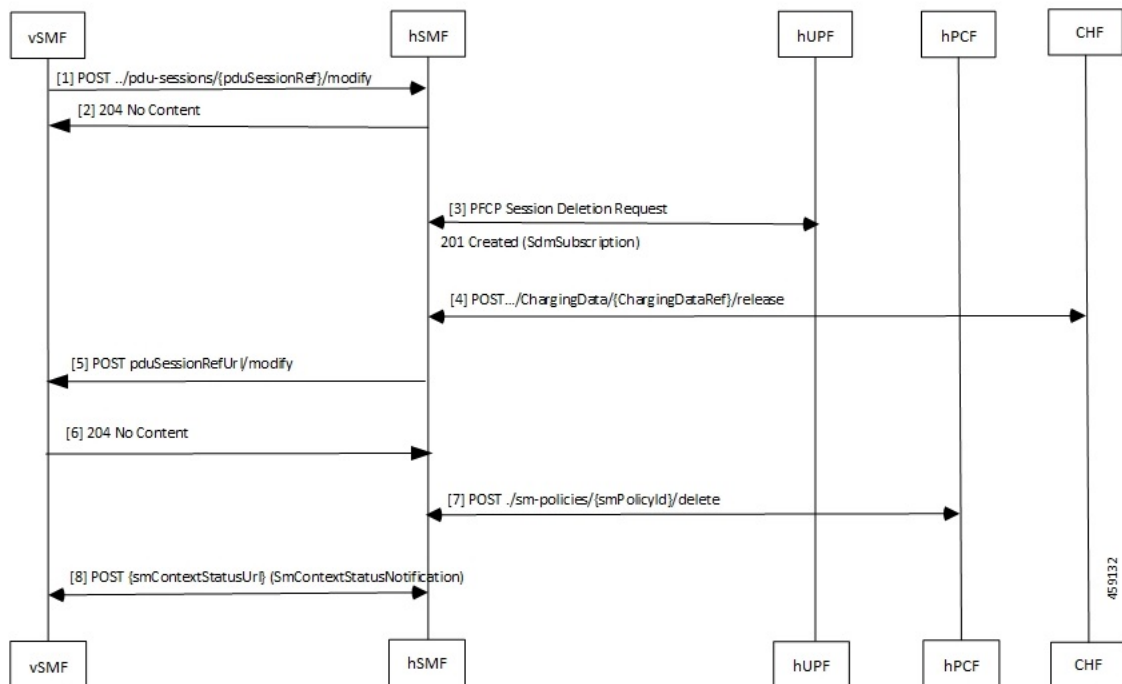 vSMF
hSMF
hUPF
hPCF
CHF
[1] POST ../pdu-sessions/{pduSessionRef}/modify
[2] 204 No Content
[3] PFCP Session Deletion Request
201 Created (SdmSubscription)
[4] POST.../ChargingData/{ChargingDataRef}/release
[5] POST pduSessionRefUrl/modify
[6] 204 No Content
[7] POST ./sm-policies/{smPolicyId}/delete
[8] POST {smContextStatusUrl} (SmContextStatusNotification)
459132
vSMF
hSMF
hUPF
hPCF
CHF